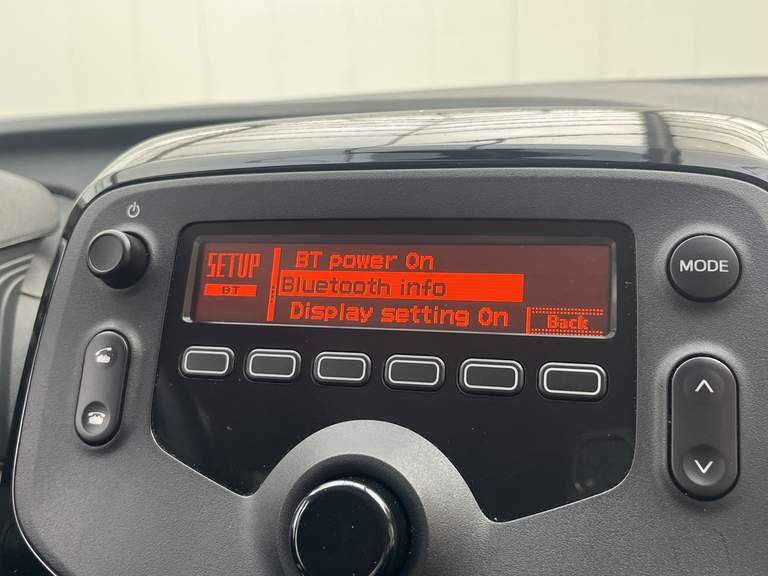 SETUP
BT
BT power On
Bluetooth info
Display setting On
Back
MODE